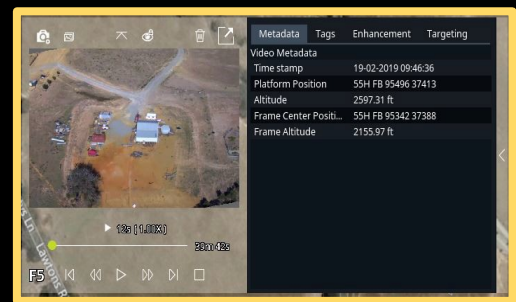 Metadata Tags Enhancement Targeting
Video Metadata
Time stamp 19-02-2019 09:46:36
Platform Position 55H FB 95496 37413
Altitude 2597.31 ft
Frame Center Positi... 55H FB 95342 37388
Frame Altitude 2155.97 ft
12s (1.00X)
39m 42s
F5
Lawtons R